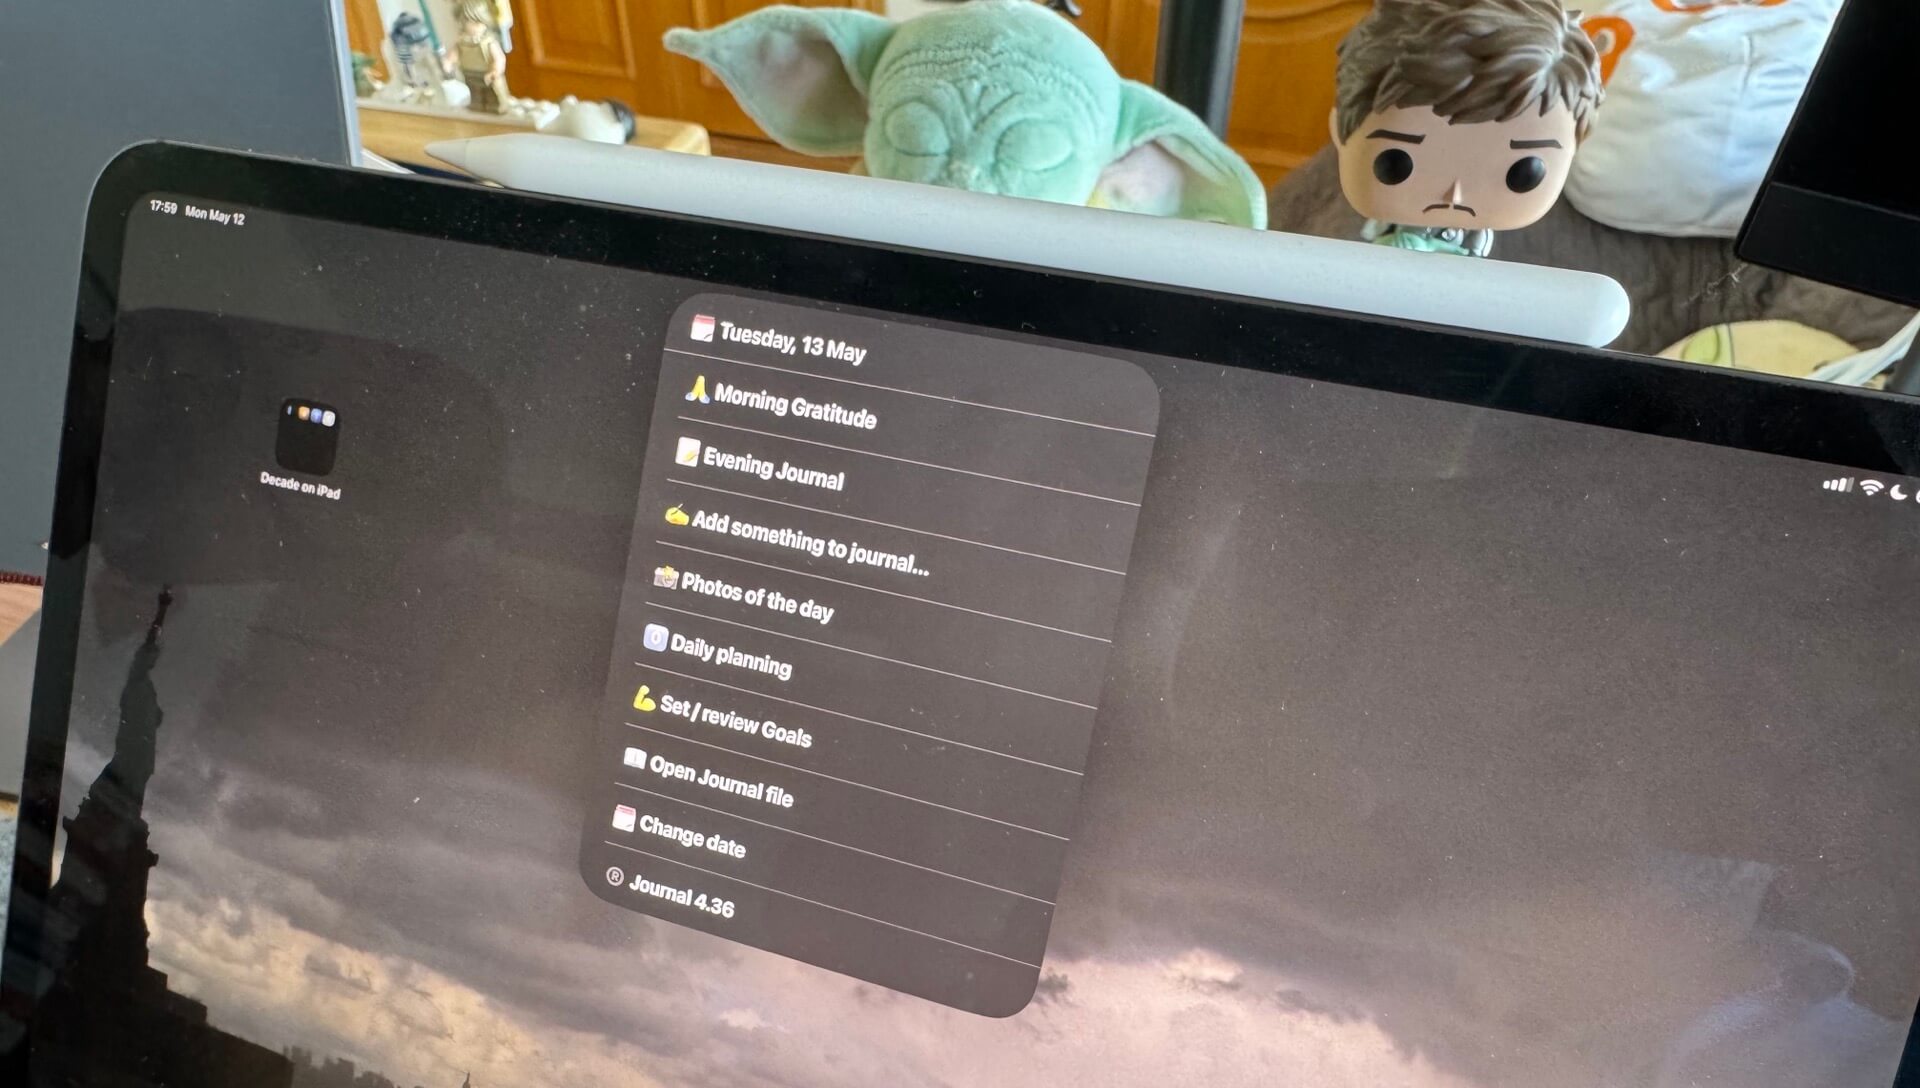 17:59 Mon May 12
Decade on iPad
Tuesday, 13 May
Morning Gratitude
Evening Journal
Add something to journal...
Photos of the day
Daily planning
Set / review Goals
Open Journal file
Change date
® Journal 4.36